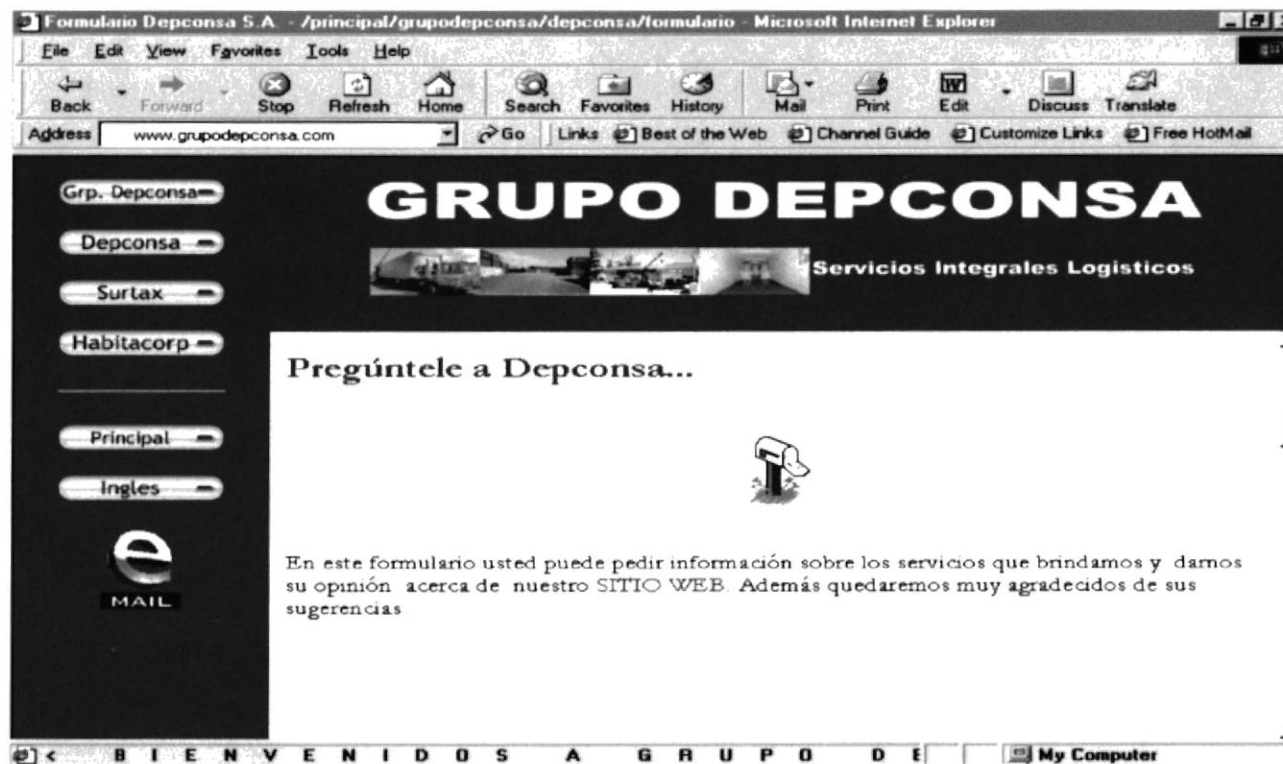 Formulario Depconsa S.A. - /principal/grupodepconsa/depconsa/formulario - Microsoft Internet Explorer
File Edit View Favorites Tools Help
Back Forward Stop Refresh Home Search Favorites History Mail Print Edit Discuss Translate
Address www.grupodepconsa.com Go Links Best of the Web Channel Guide Customize Links Free HotMail
Grp. Depconsa
Depconsa
Surtax
Habitacorp
Principal
Ingles
e
MAIL
GRUPO DEPCONSA
Servicios Integrales Logisticos
Pregúntele a Depconsa...
En este formulario usted puede pedir información sobre los servicios que brindamos y darnos
su opinión acerca de nuestro SITIO WEB. Además quedaremos muy agradecidos de sus
sugerencias
< B I E N V E N I D O S A G R U P O D E My Computer